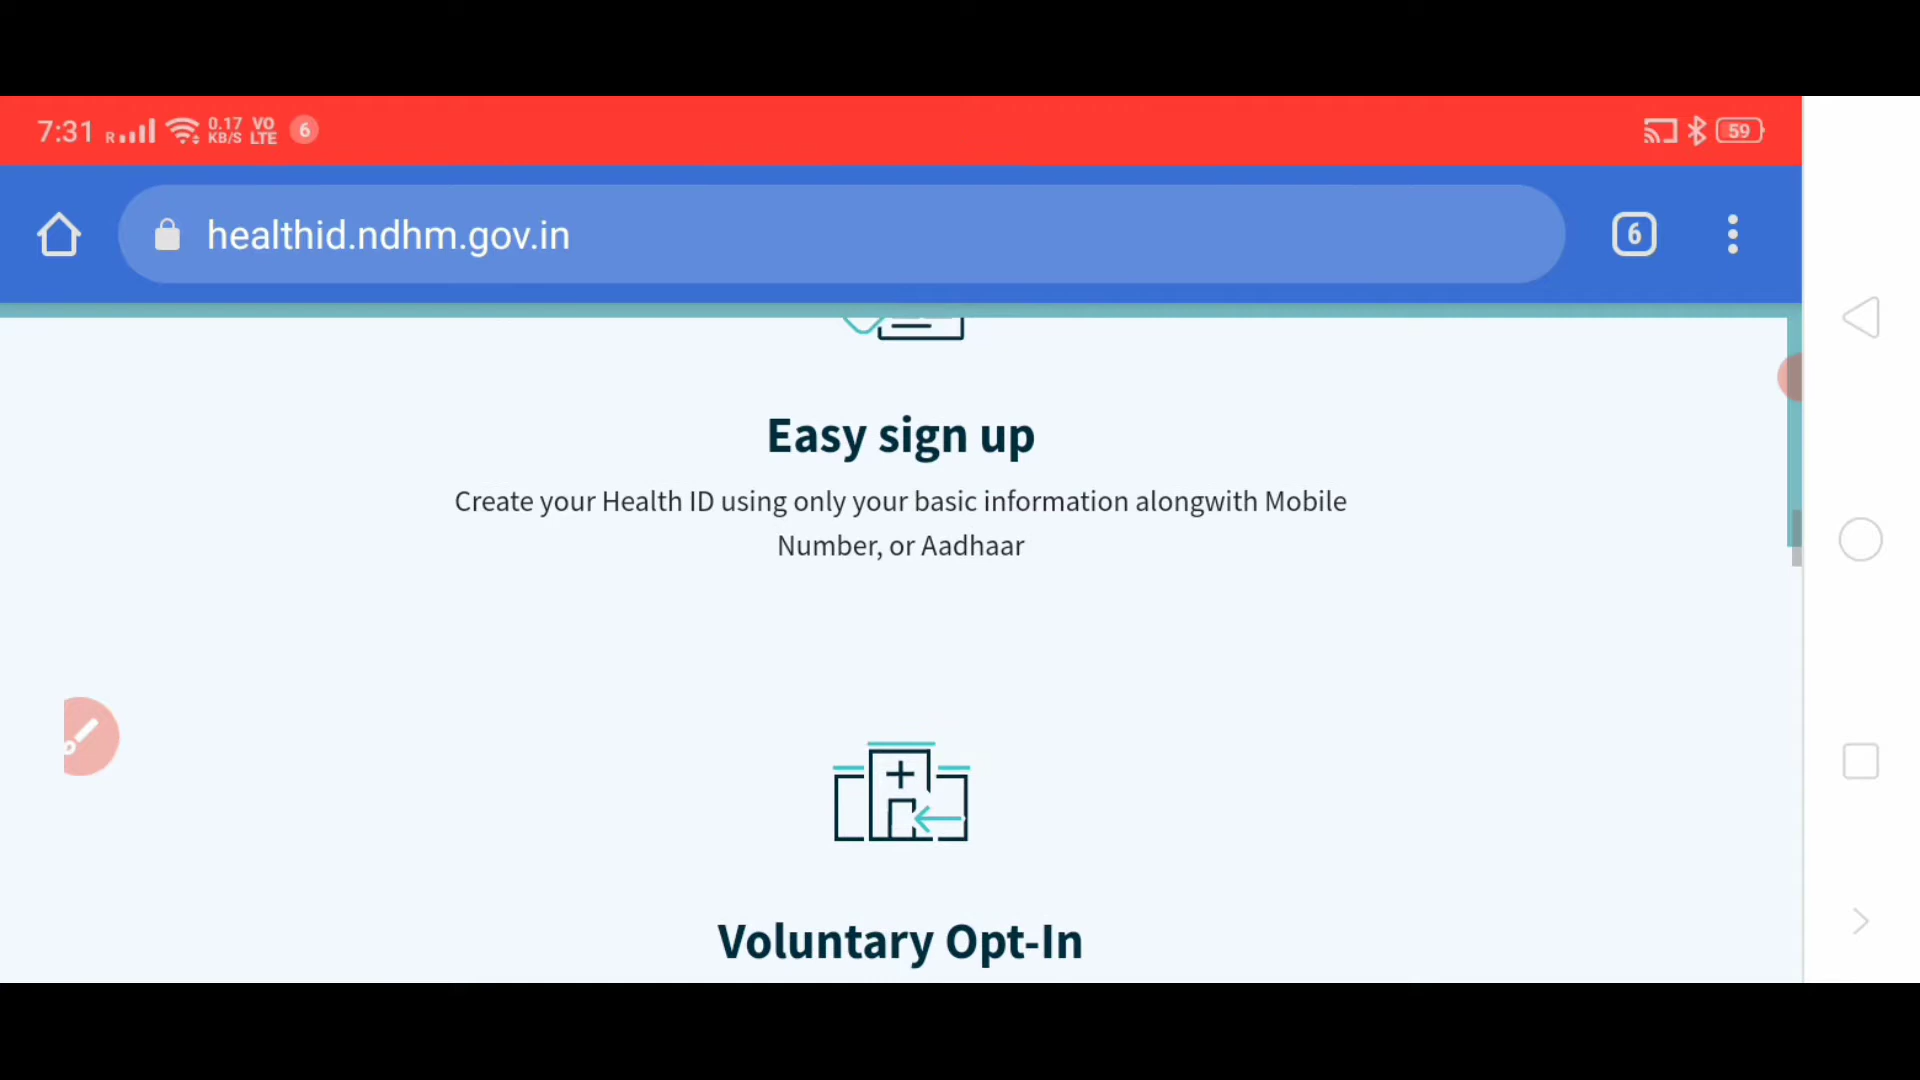 7:31 R 0.17 KB/S VO LTE 6 59
healthid.ndhm.gov.in 6
Easy sign up
Create your Health ID using only your basic information alongwith Mobile
Number, or Aadhaar
Voluntary Opt-In